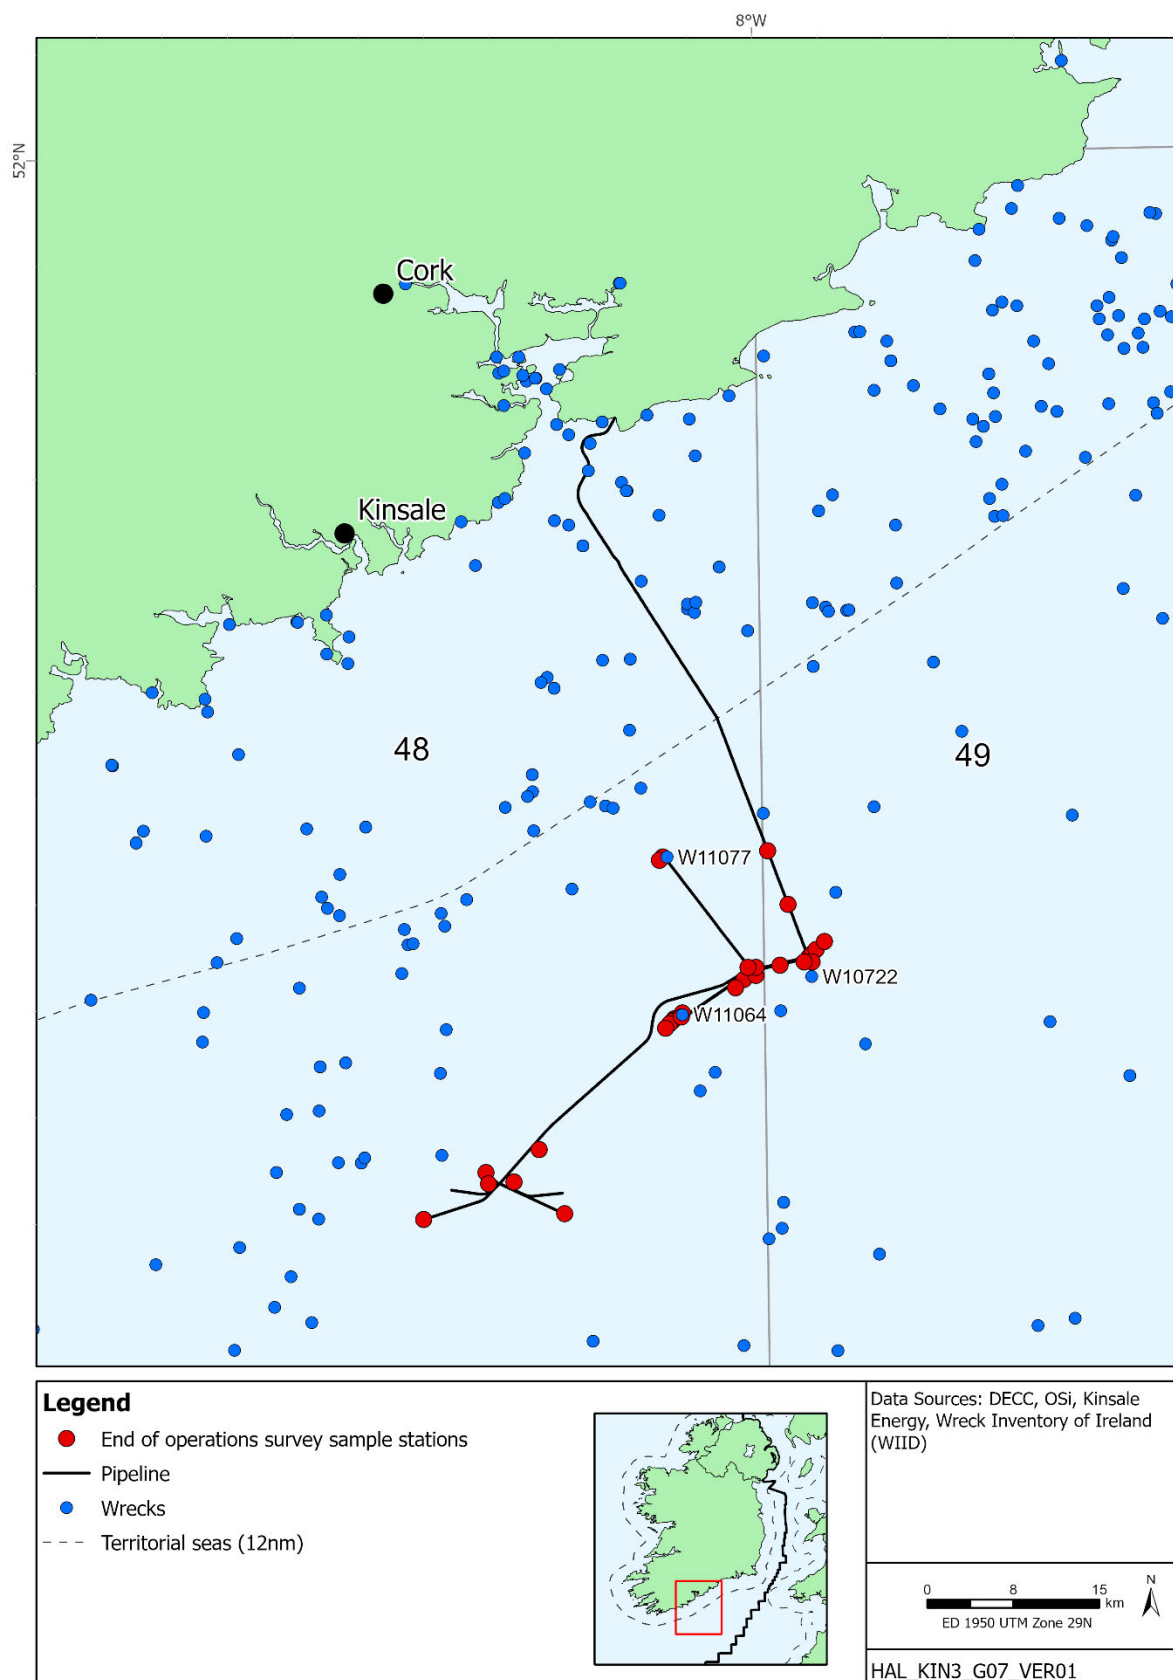 8°W
52°N
Cork
Kinsale
48
49
W11077
W10722
W11064
Legend
End of operations survey sample stations
Pipeline
Wrecks
Territorial seas (12nm)
Data Sources: DECC, OSi, Kinsale
Energy, Wreck Inventory of Ireland
(WIID)
0 8 15 km
N
ED 1950 UTM Zone 29N
HAL_KIN3_G07_VER01